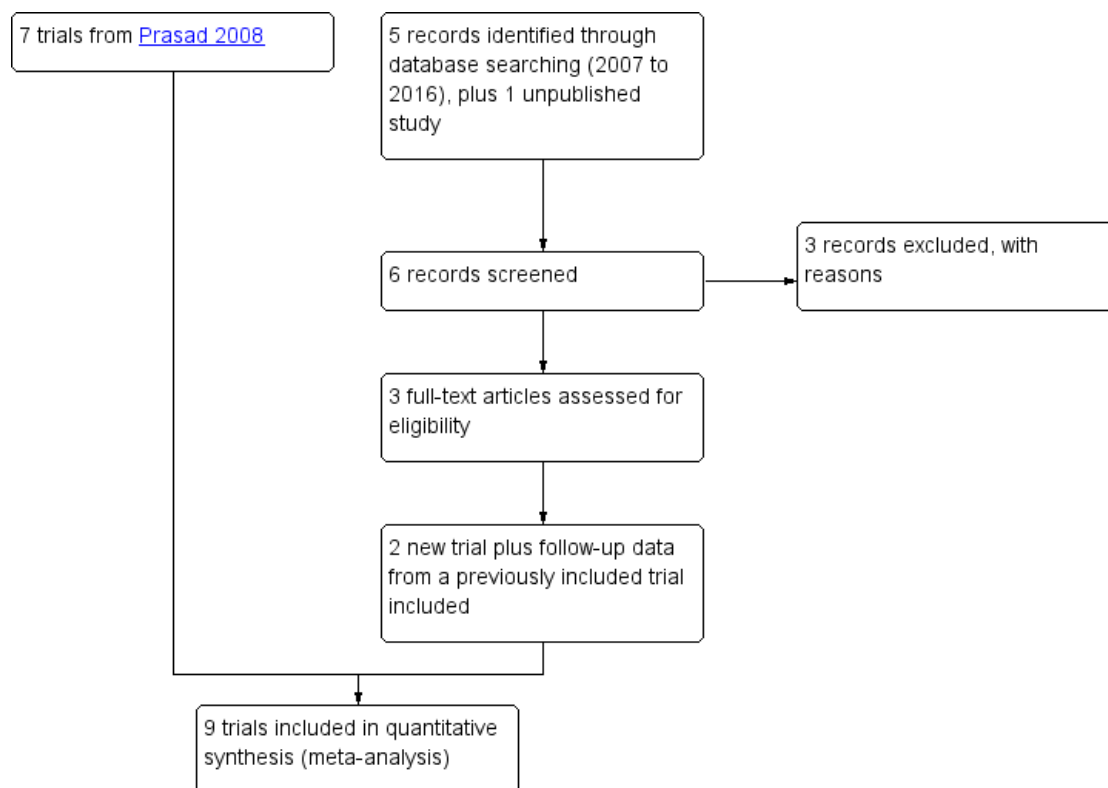 7 trials from Prasad 2008
5 records identified through
database searching (2007 to
2016), plus 1 unpublished
study
6 records screened
3 records excluded, with
reasons
3 full-text articles assessed for
eligibility
2 new trial plus follow-up data
from a previously included trial
included
9 trials included in quantitative
synthesis (meta-analysis)